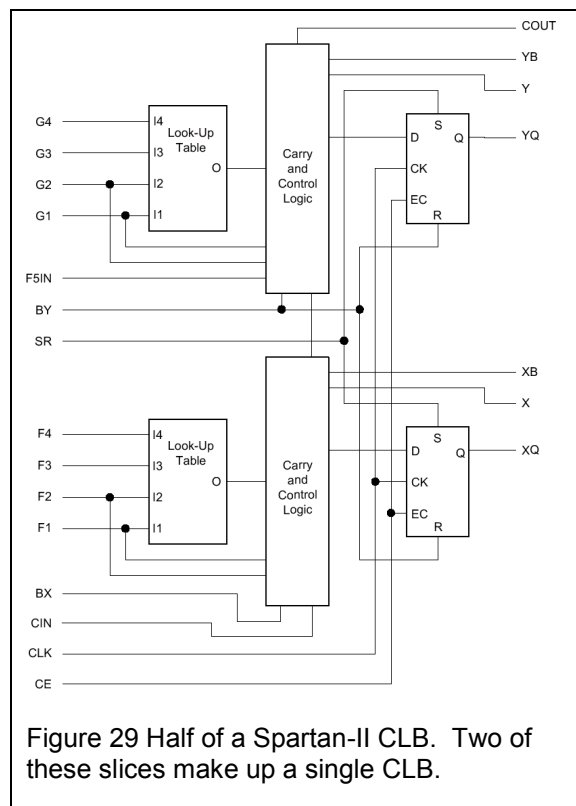 COUT
YB
Y
G4
I4
Look-Up
Table
S
D
Q
YQ
G3
I3
Carry
and
Control
Logic
O
CK
G2
I2
EC
G1
I1
R
F5IN
BY
SR
XB
X
F4
I4
Look-Up
Table
S
D
Q
XQ
F3
I3
Carry
and
Control
Logic
O
CK
F2
I2
EC
F1
I1
R
BX
CIN
CLK
CE
Figure 29 Half of a Spartan-II CLB. Two of
these slices make up a single CLB.